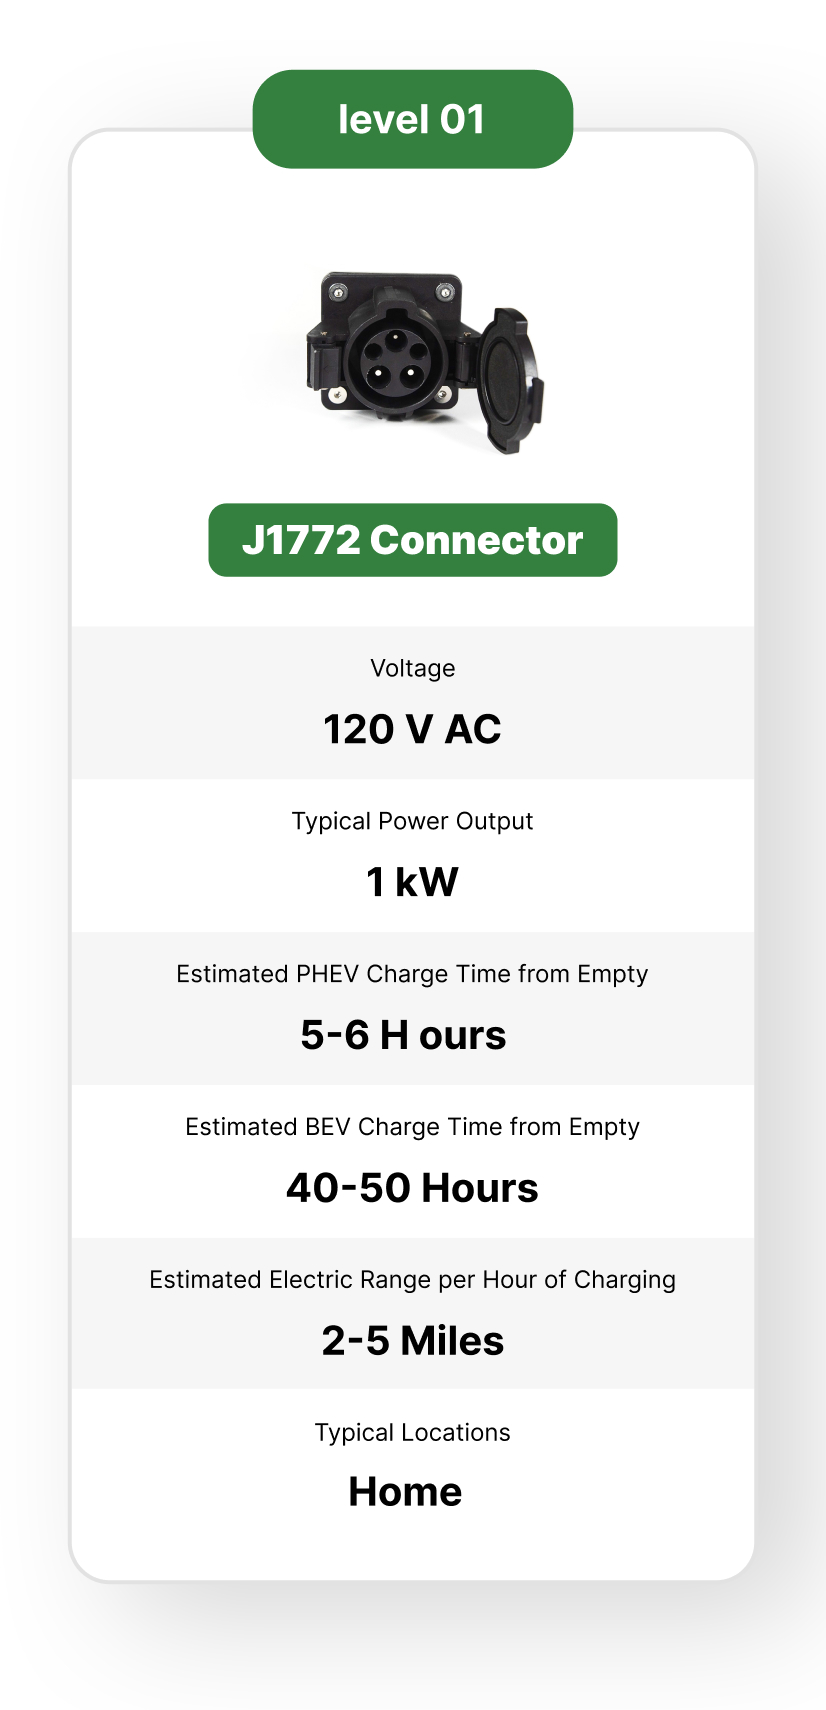 level 01
J1772 Connector
Voltage
120 V AC
Typical Power Output
1 kW
Estimated PHEV Charge Time from Empty
5-6 H ours
Estimated BEV Charge Time from Empty
40-50 Hours
Estimated Electric Range per Hour of Charging
2-5 Miles
Typical Locations
Home